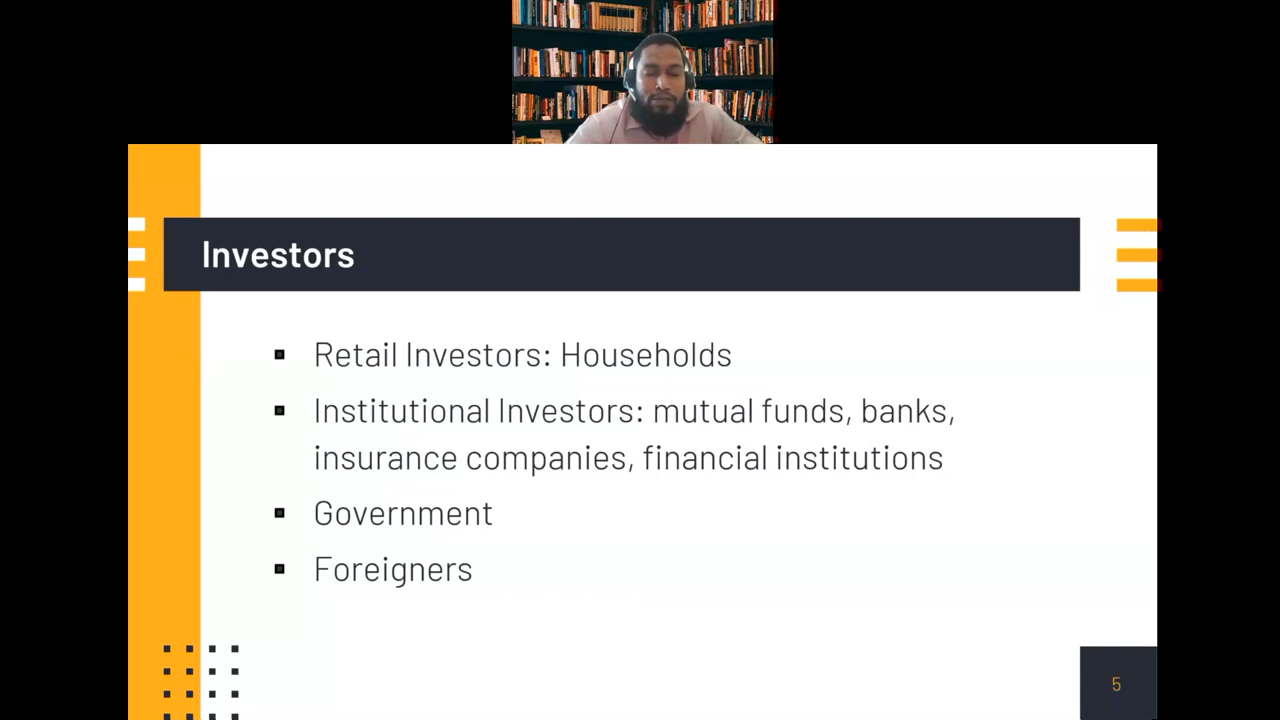 Investors
Retail Investors: Households
Institutional Investors: mutual funds, banks,
insurance companies, financial institutions
Government
Foreigners
5